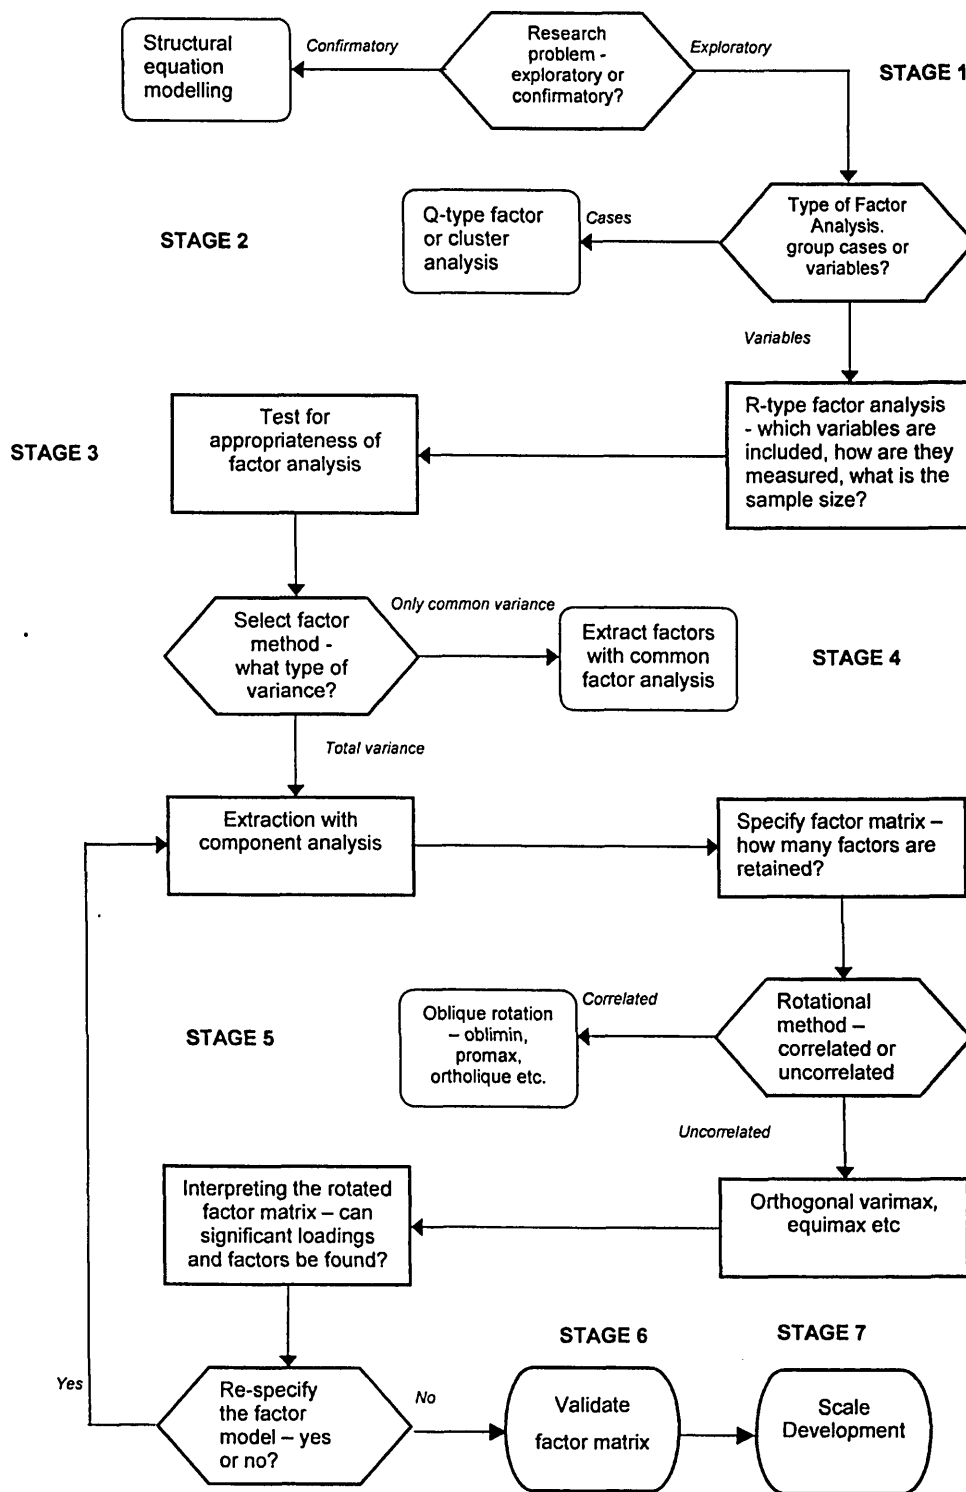 Structural
equation
modelling
Confirmatory
Research
problem -
exploratory or
confirmatory?
Exploratory
STAGE 1
STAGE 2
Q-type factor
or cluster
analysis
Cases
Type of Factor
Analysis.
group cases or
variables?
Variables
STAGE 3
Test for
appropriateness of
factor analysis
R-type factor analysis
- which variables are
included, how are they
measured, what is the
sample size?
Select factor
method -
what type of
variance?
Only common variance
Extract factors
with common
factor analysis
STAGE 4
Total variance
Extraction with
component analysis
Specify factor matrix –
how many factors are
retained?
STAGE 5
Oblique rotation
– oblimin,
promax,
ortholique etc.
Correlated
Rotational
method –
correlated or
uncorrelated
Uncorrelated
Interpreting the rotated
factor matrix – can
significant loadings
and factors be found?
Orthogonal varimax,
equimax etc
STAGE 6
STAGE 7
Yes
Re-specify
the factor
model – yes
or no?
No
Validate
factor matrix
Scale
Development